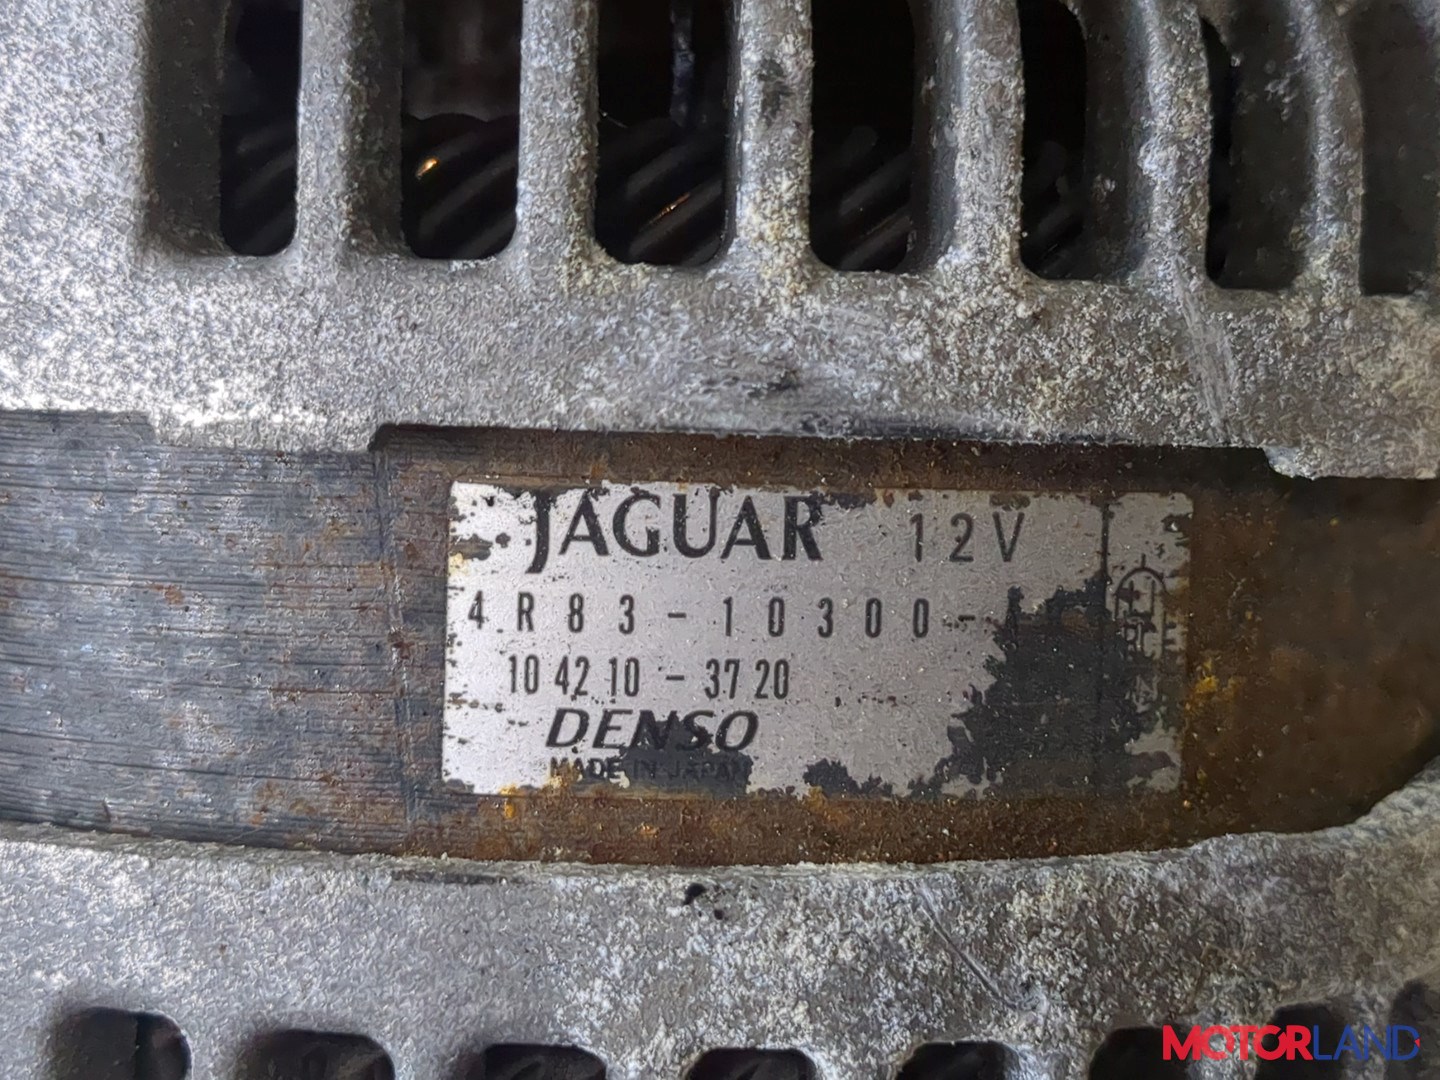 JAGUAR 12V
4R83-10300-
104210-3720
DENSO
MADE IN JAPAN
MOTORLAND